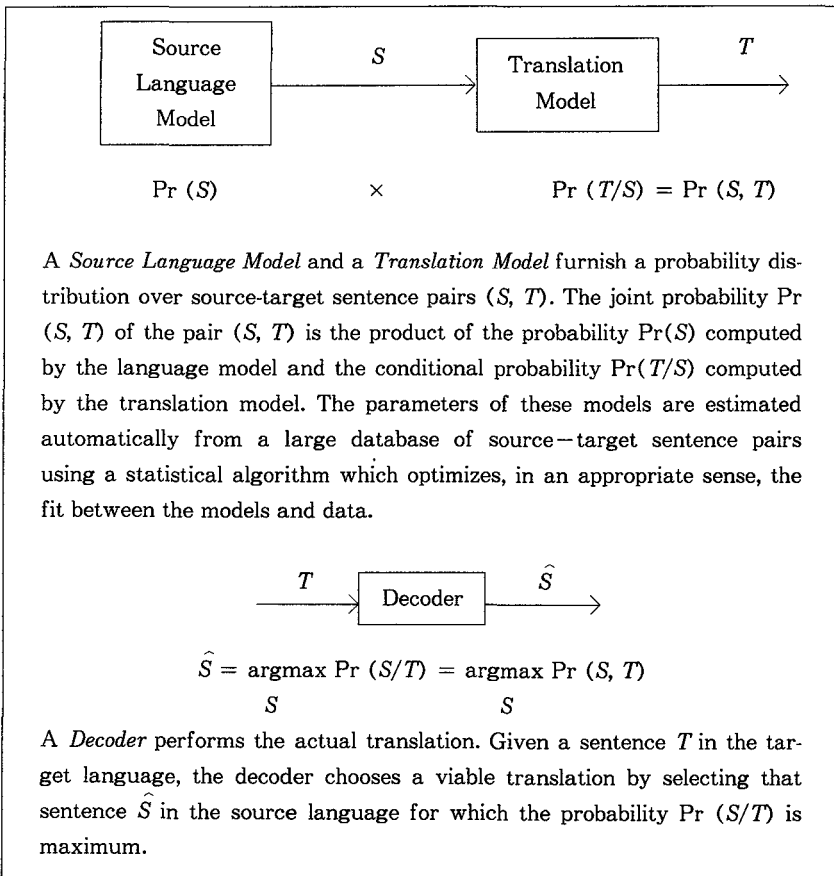 Source
Language
Model
S
Translation
Model
T
Pr (S) × Pr (T/S) = Pr (S, T)
A Source Language Model and a Translation Model furnish a probability dis-
tribution over source-target sentence pairs (S, T). The joint probability Pr
(S, T) of the pair (S, T) is the product of the probability Pr(S) computed
by the language model and the conditional probability Pr(T/S) computed
by the translation model. The parameters of these models are estimated
automatically from a large database of source−target sentence pairs
using a statistical algorithm which optimizes, in an appropriate sense, the
fit between the models and data.
T
Decoder
Ŝ
Ŝ = argmax Pr (S/T) = argmax Pr (S, T)
S S
A Decoder performs the actual translation. Given a sentence T in the tar-
get language, the decoder chooses a viable translation by selecting that
sentence Ŝ in the source language for which the probability Pr (S/T) is
maximum.